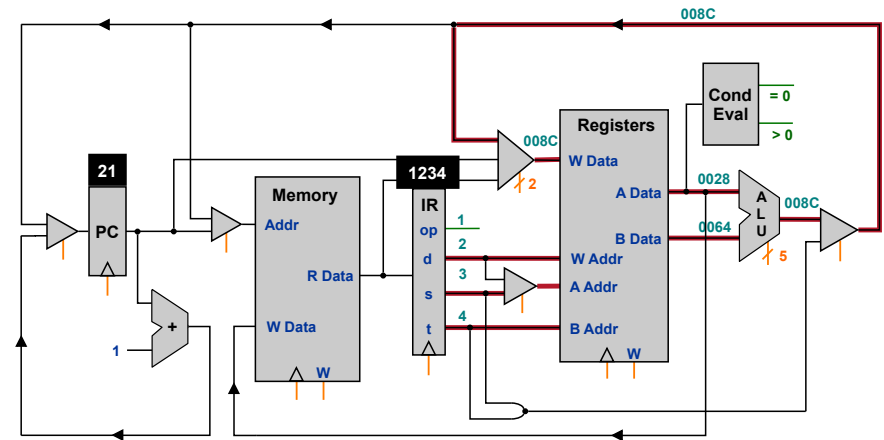 008C
Cond
Eval
= 0
> 0
Registers
008C
21
1234
W Data
2
Memory
IR
A Data
0028
008C
A
L
U
PC
Addr
op
1
B Data
0064
5
2
d
W Addr
R Data
3
s
A Addr
W Data
4
t
B Addr
+
1
W
W